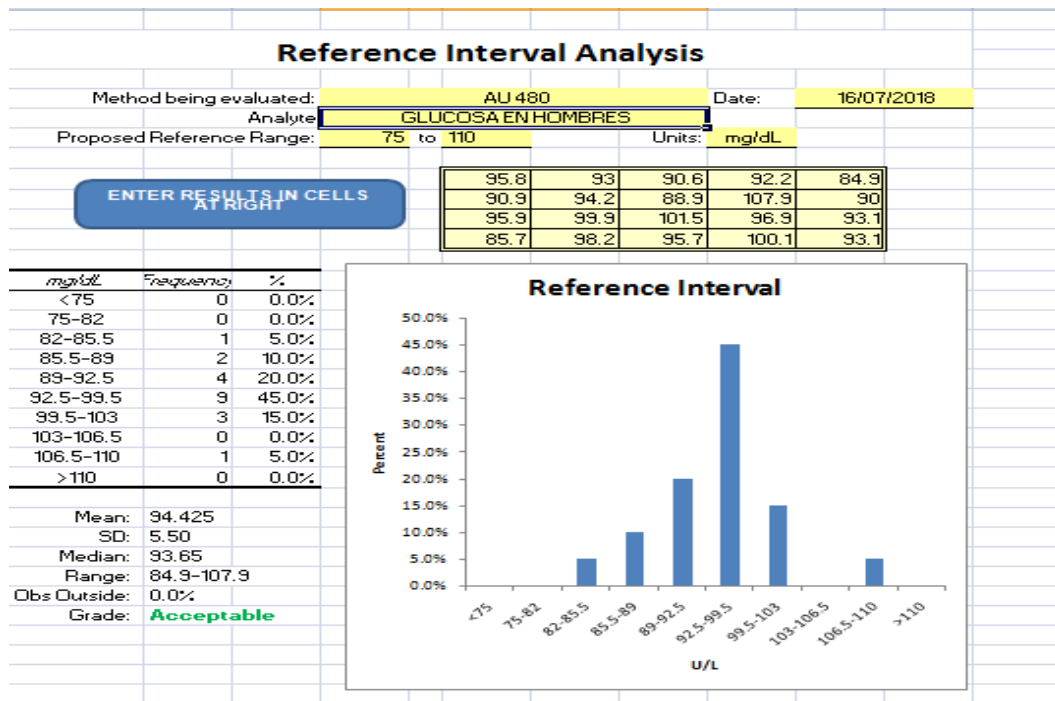 Reference Interval Analysis
Method being evaluated: AU 480 Date: 16/07/2018
Analyte GLUCOSA EN HOMBRES
Proposed Reference Range: 75 to 110 Units: mg/dL
ENTER RESULTS IN CELLS
AT RIGHT
95.8 93 90.6 92.2 84.9
90.9 94.2 88.9 107.9 90
95.9 99.9 101.5 96.9 93.1
85.7 98.2 95.7 100.1 93.1
mg/dL Frequency %
<75 0 0.0%
75-82 0 0.0%
82-85.5 1 5.0%
85.5-89 2 10.0%
89-92.5 4 20.0%
92.5-99.5 9 45.0%
99.5-103 3 15.0%
103-106.5 0 0.0%
106.5-110 1 5.0%
>110 0 0.0%
Mean: 94.425
SD: 5.50
Median: 93.65
Range: 84.9-107.9
Obs Outside: 0.0%
Grade: Acceptable
Reference Interval
50.0%
45.0%
40.0%
35.0%
30.0%
25.0%
20.0%
15.0%
10.0%
5.0%
0.0%
Percent
<75 75-82 82-85.5 85.5-89 89-92.5 92.5-99.5 99.5-103 103-106.5 106.5-110 >110
U/L